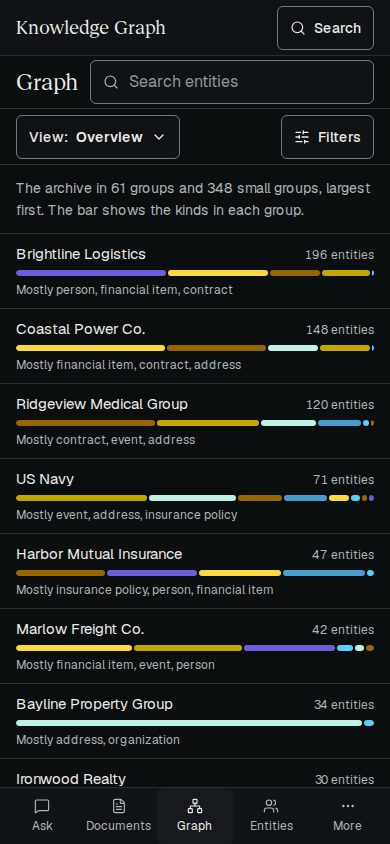 Knowledge Graph
Search
Graph
Search entities
View: Overview
Filters
The archive in 61 groups and 348 small groups, largest
first. The bar shows the kinds in each group.
Brightline Logistics 196 entities
Mostly person, financial item, contract
Coastal Power Co. 148 entities
Mostly financial item, contract, address
Ridgeview Medical Group 120 entities
Mostly contract, event, address
US Navy 71 entities
Mostly event, address, insurance policy
Harbor Mutual Insurance 47 entities
Mostly insurance policy, person, financial item
Marlow Freight Co. 42 entities
Mostly financial item, event, person
Bayline Property Group 34 entities
Mostly address, organization
Ironwood Realty 30 entities
Ask Documents Graph Entities More